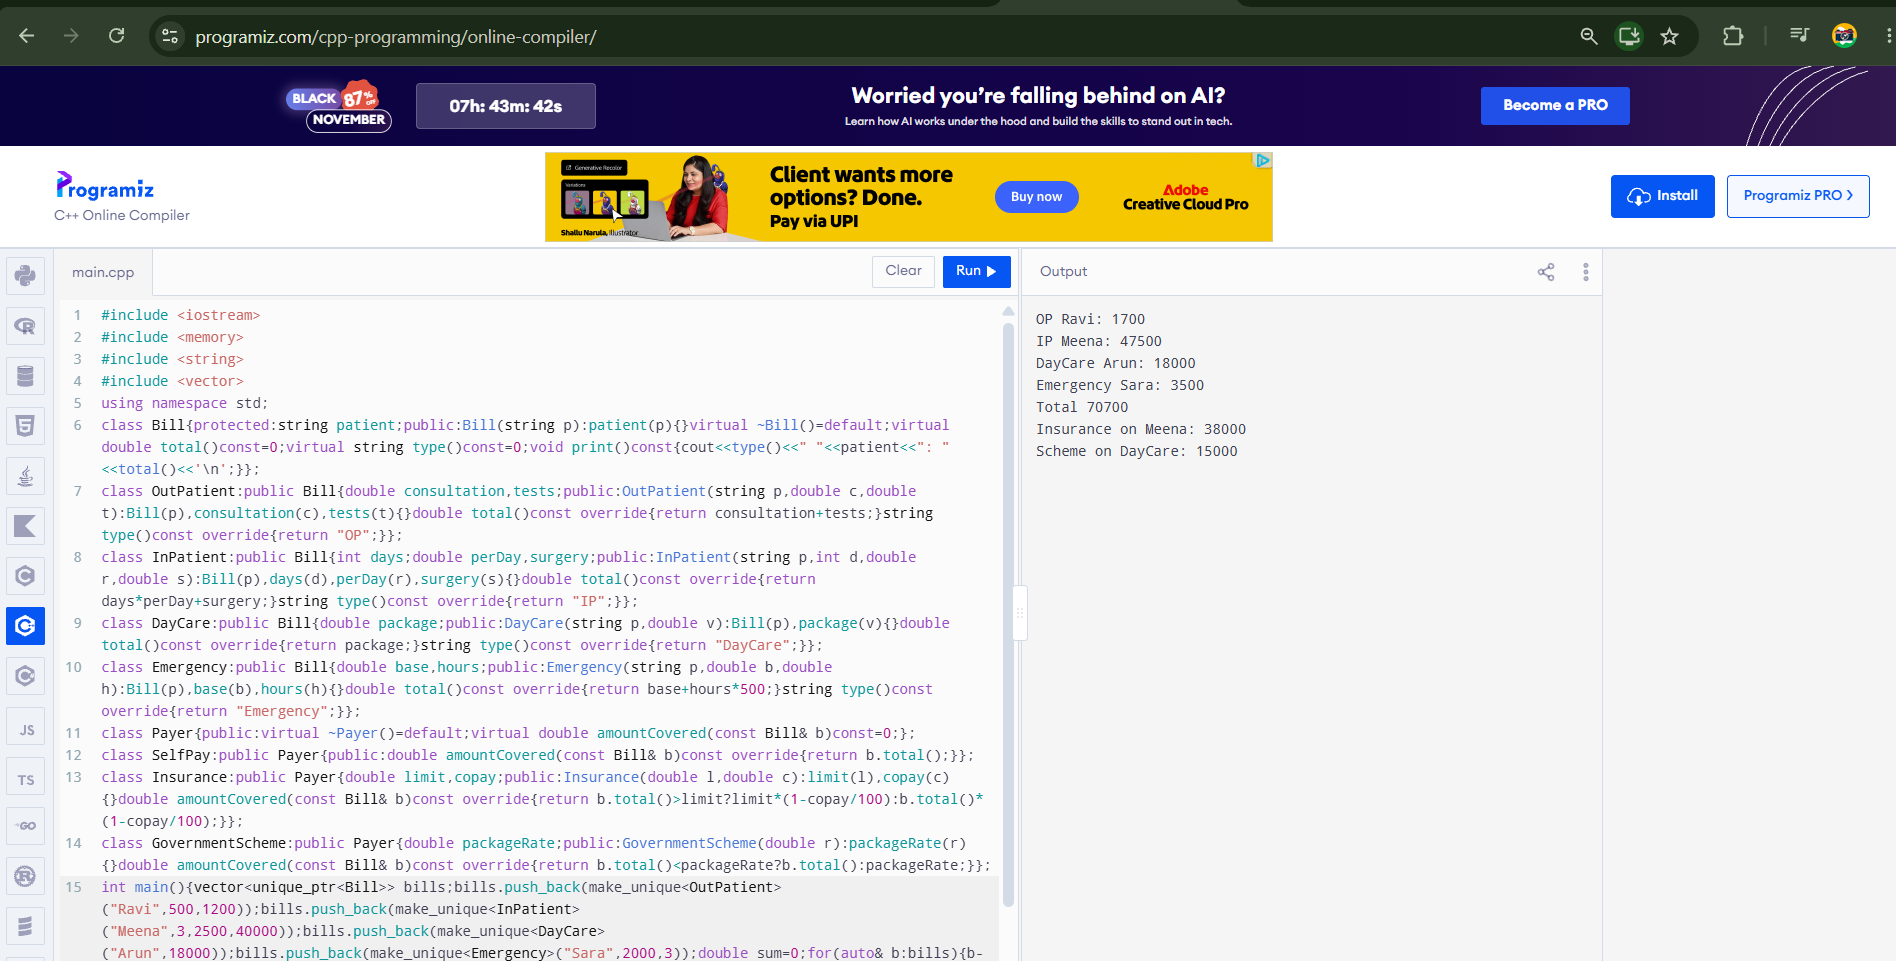 programiz.com/cpp-programming/online-compiler/
BLACK 87% OFF
NOVEMBER
07h: 43m: 42s
Worried you're falling behind on AI?
Learn how AI works under the hood and build the skills to stand out in tech.
Become a PRO
Programiz
C++ Online Compiler
Generative Recolor
Variations
Shallu Narula, Illustrator
Client wants more
options? Done.
Pay via UPI
Buy now
Adobe
Creative Cloud Pro
Install
Programiz PRO >
main.cpp
Clear
Run
Output
1 #include <iostream>
2 #include <memory>
3 #include <string>
4 #include <vector>
5 using namespace std;
6 class Bill{protected:string patient;public:Bill(string p):patient(p){}virtual ~Bill()=default;virtual
double total()const=0;virtual string type()const=0;void print()const{cout<<type()<<" "<<patient<<": "
<<total()<<'\n';}};
7 class OutPatient:public Bill{double consultation,tests;public:OutPatient(string p,double c,double
t):Bill(p),consultation(c),tests(t){}double total()const override{return consultation+tests;}string
type()const override{return "OP";}};
8 class InPatient:public Bill{int days;double perDay,surgery;public:InPatient(string p,int d,double
r,double s):Bill(p),days(d),perDay(r),surgery(s){}double total()const override{return
days*perDay+surgery;}string type()const override{return "IP";}};
9 class DayCare:public Bill{double package;public:DayCare(string p,double v):Bill(p),package(v){}double
total()const override{return package;}string type()const override{return "DayCare";}};
10 class Emergency:public Bill{double base,hours;public:Emergency(string p,double b,double
h):Bill(p),base(b),hours(h){}double total()const override{return base+hours*500;}string type()const
override{return "Emergency";}};
11 class Payer{public:virtual ~Payer()=default;virtual double amountCovered(const Bill& b)const=0;};
12 class SelfPay:public Payer{public:double amountCovered(const Bill& b)const override{return b.total();}};
13 class Insurance:public Payer{double limit,copay;public:Insurance(double l,double c):limit(l),copay(c)
{}double amountCovered(const Bill& b)const override{return b.total()>limit?limit*(1-copay/100):b.total()*
(1-copay/100);}};
14 class GovernmentScheme:public Payer{double packageRate;public:GovernmentScheme(double r):packageRate(r)
{}double amountCovered(const Bill& b)const override{return b.total()<packageRate?b.total():packageRate;}};
15 int main(){vector<unique_ptr<Bill>> bills;bills.push_back(make_unique<OutPatient>
("Ravi",500,1200));bills.push_back(make_unique<InPatient>
("Meena",3,2500,40000));bills.push_back(make_unique<DayCare>
("Arun",18000));bills.push_back(make_unique<Emergency>("Sara",2000,3));double sum=0;for(auto& b:bills){b-
OP Ravi: 1700
IP Meena: 47500
DayCare Arun: 18000
Emergency Sara: 3500
Total 70700
Insurance on Meena: 38000
Scheme on DayCare: 15000
JS
TS
GO